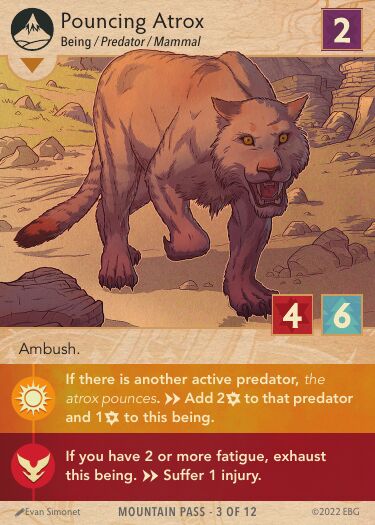 Pouncing Atrox
Being / Predator / Mammal
2
4
6
Ambush.
If there is another active predator, the
atrox pounces. Add 2 to that predator
and 1 to this being.
If you have 2 or more fatigue, exhaust
this being. Suffer 1 injury.
Evan Simonet
MOUNTAIN PASS - 3 OF 12
©2022 EBG